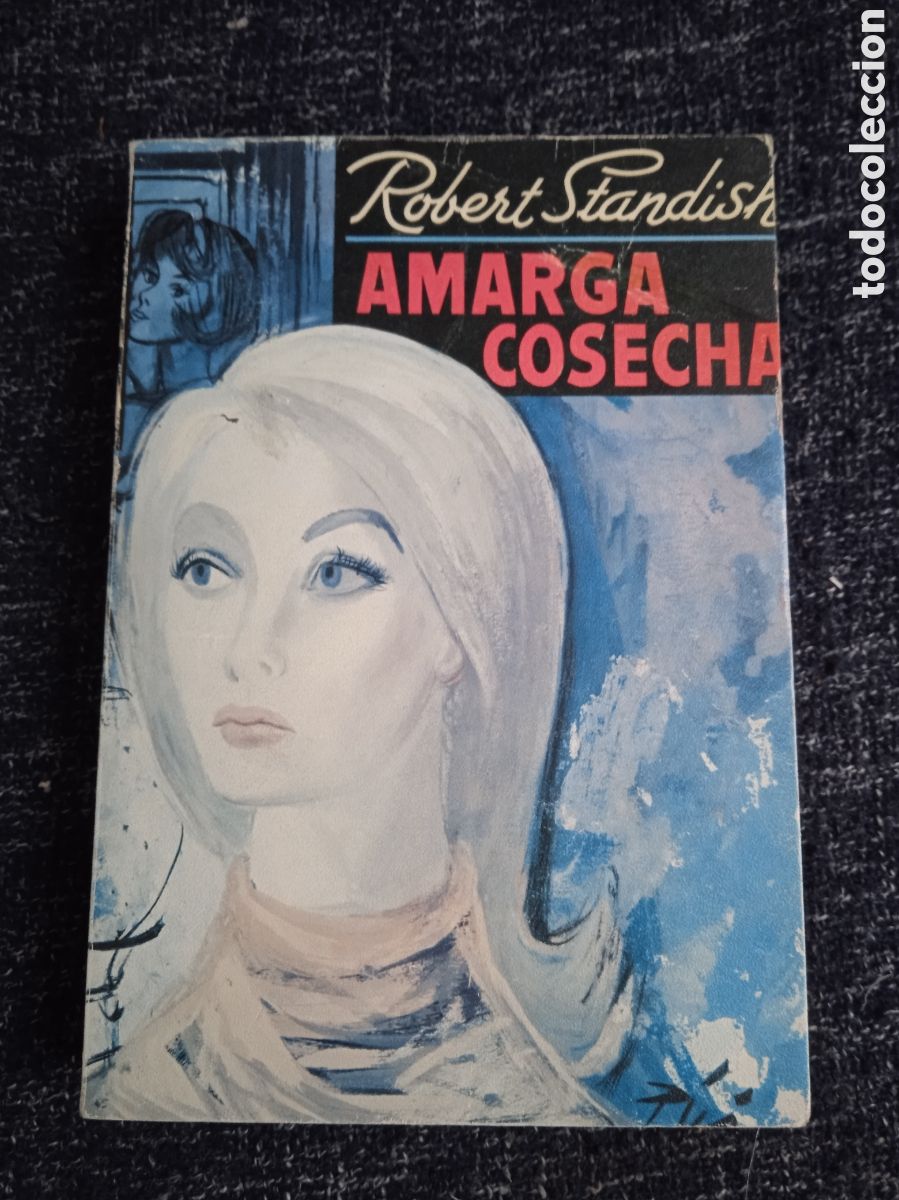 Robert Standish
AMARGA
COSECHA
todocoleccion